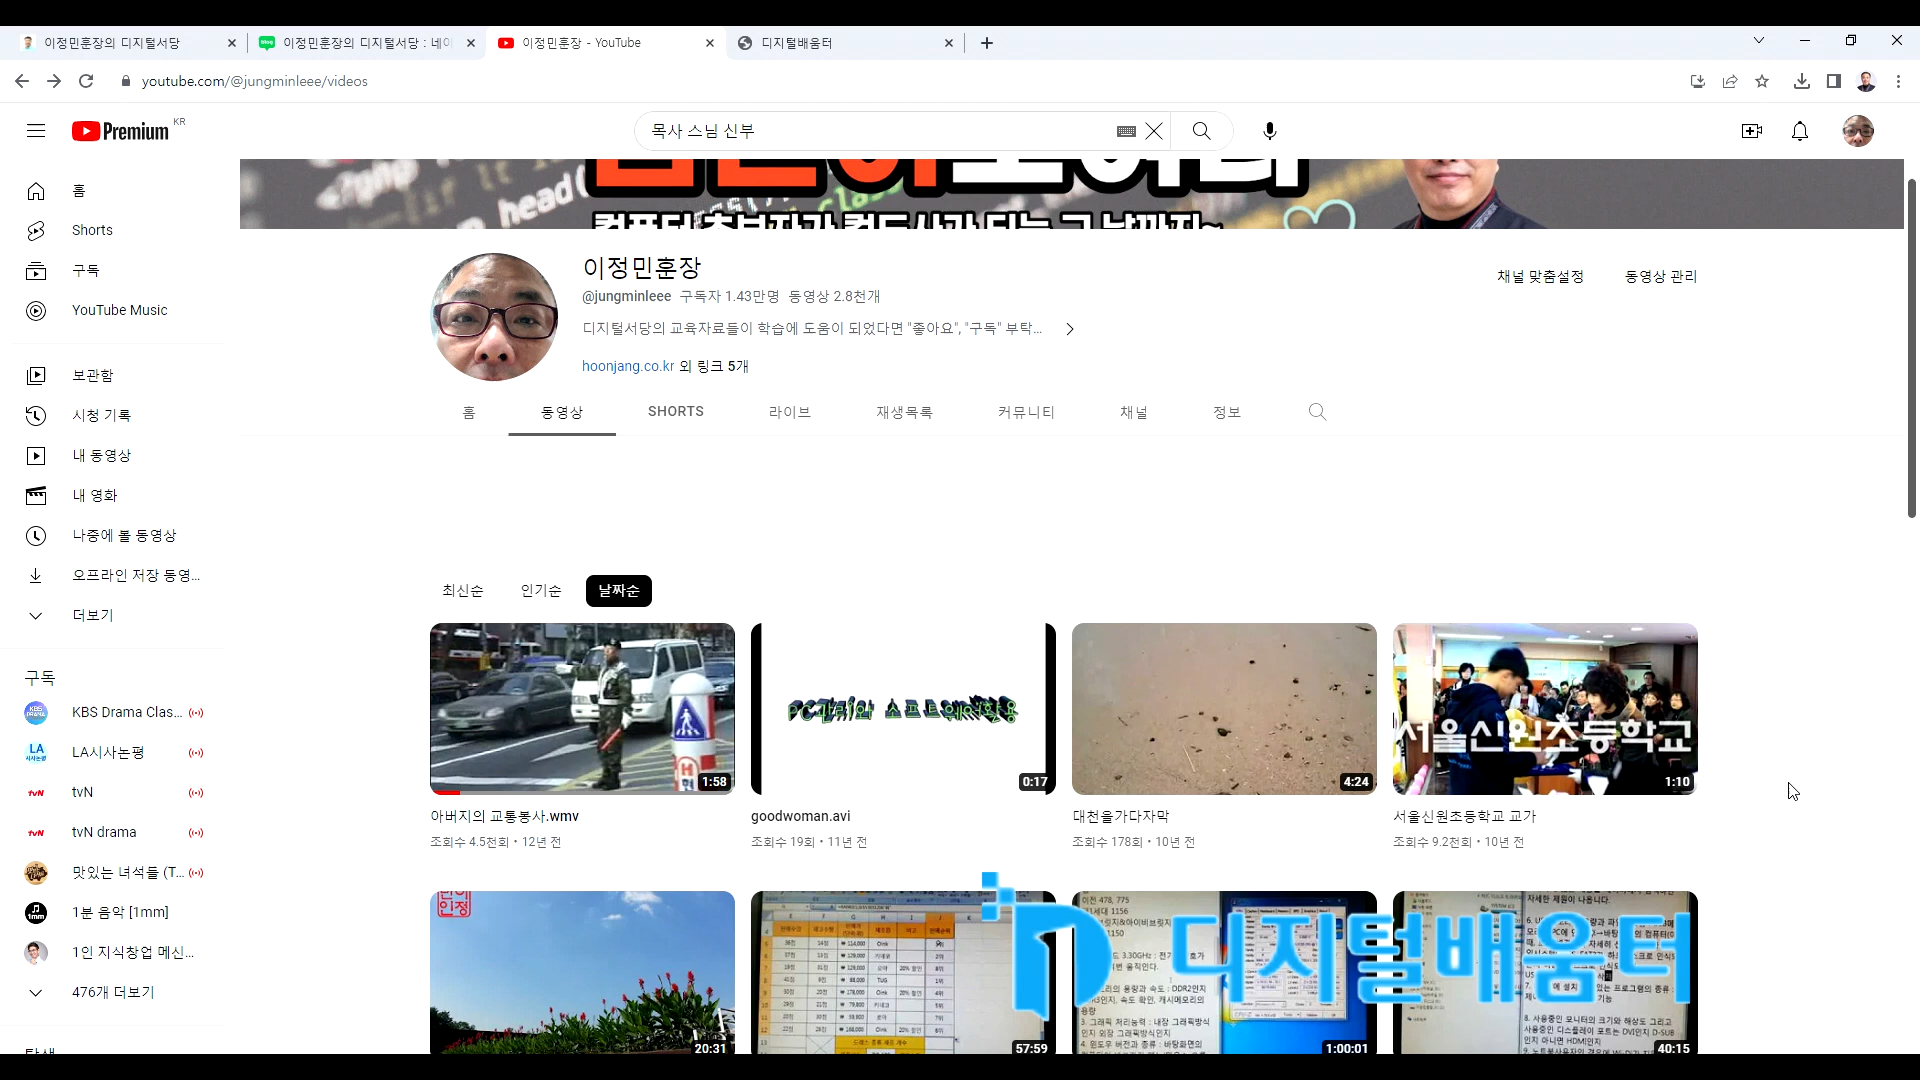 이정민훈장의 디지털서당
이정민훈장의 디지털서당 : 네이
이정민훈장 - YouTube
디지털배움터
youtube.com/@jungminleee/videos
Premium KR
목사 스님 신부
홈
Shorts
구독
YouTube Music
보관함
시청 기록
내 동영상
내 영화
나중에 볼 동영상
오프라인 저장 동영...
더보기
구독
KBS Drama Clas...
LA시사논평
tvN
tvN drama
맛있는 녀석들 (T...
1분 음악 [1mm]
1인 지식창업 메신...
476개 더보기
이정민훈장
@jungminleee 구독자 1.43만명 동영상 2.8천개
디지털서당의 교육자료들이 학습에 도움이 되었다면 "좋아요", "구독" 부탁...
hoonjang.co.kr 외 링크 5개
채널 맞춤설정
동영상 관리
홈 동영상 SHORTS 라이브 재생목록 커뮤니티 채널 정보
최신순 인기순 날짜순
1:58
아버지의 교통봉사.wmv
조회수 4.5천회 • 12년 전
PC관리와 소프트웨어활용
0:17
goodwoman.avi
조회수 19회 • 11년 전
4:24
대천을가다자막
조회수 178회 • 10년 전
서울신원초등학교
1:10
서울신원초등학교 교가
조회수 9.2천회 • 10년 전
20:31
57:59
1:00:01
40:15
디지털배움터